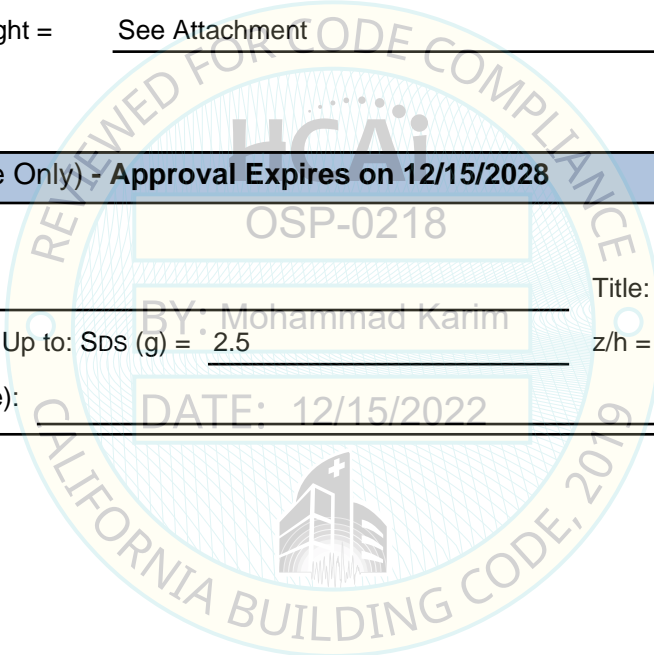 ght = See Attachment
REVIEWED FOR CODE COMPLIANCE
HCAi
e Only) - Approval Expires on 12/15/2028
OSP-0218
Title:
BY: Mohammad Karim
Up to: SDS (g) = 2.5 z/h =
e):
DATE: 12/15/2022
CALIFORNIA BUILDING CODE, 2019